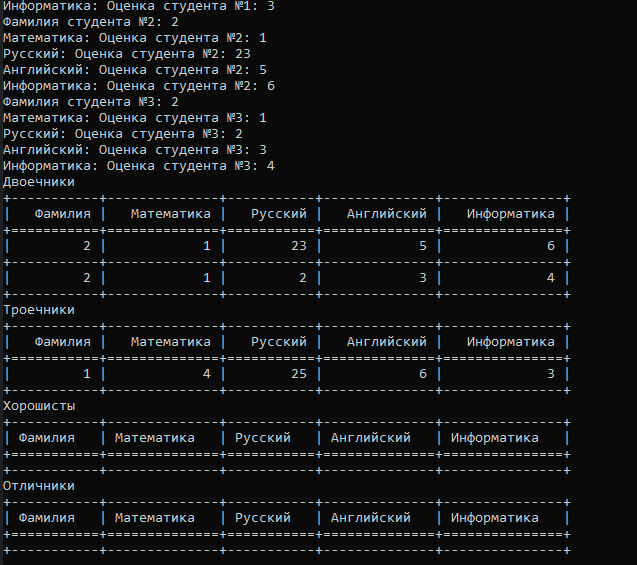 Информатика: Оценка студента №1: 3
Фамилия студента №2: 2
Математика: Оценка студента №2: 1
Русский: Оценка студента №2: 23
Английский: Оценка студента №2: 5
Информатика: Оценка студента №2: 6
Фамилия студента №3: 2
Математика: Оценка студента №3: 1
Русский: Оценка студента №3: 2
Английский: Оценка студента №3: 3
Информатика: Оценка студента №3: 4
Двоечники
+-----------+--------------+-----------+--------------+---------------+
|   Фамилия |   Математика |   Русский |   Английский |   Информатика |
+===========+==============+===========+==============+===============+
|         2 |            1 |        23 |            5 |             6 |
+-----------+--------------+-----------+--------------+---------------+
|         2 |            1 |         2 |            3 |             4 |
+-----------+--------------+-----------+--------------+---------------+
Троечники
+-----------+--------------+-----------+--------------+---------------+
|   Фамилия |   Математика |   Русский |   Английский |   Информатика |
+===========+==============+===========+==============+===============+
|         1 |            4 |        25 |            6 |             3 |
+-----------+--------------+-----------+--------------+---------------+
Хорошисты
+-----------+--------------+-----------+--------------+---------------+
| Фамилия   | Математика   | Русский   | Английский   | Информатика   |
+===========+==============+===========+==============+===============+
+-----------+--------------+-----------+--------------+---------------+
Отличники
+-----------+--------------+-----------+--------------+---------------+
| Фамилия   | Математика   | Русский   | Английский   | Информатика   |
+===========+==============+===========+==============+===============+
+-----------+--------------+-----------+--------------+---------------+